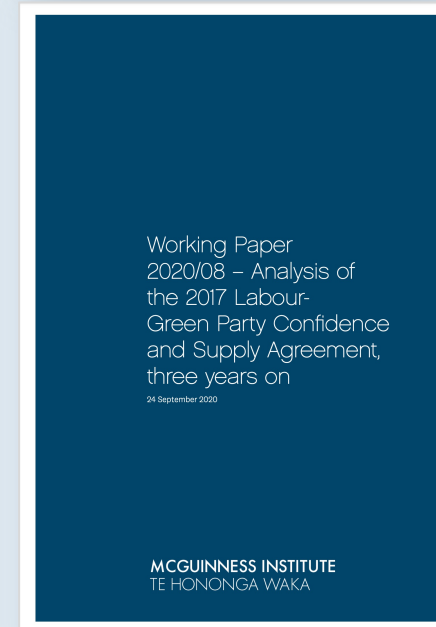 Working Paper
2020/08 – Analysis of
the 2017 Labour-
Green Party Confidence
and Supply Agreement,
three years on
24 September 2020
MCGUINNESS INSTITUTE
TE HONONGA WAKA